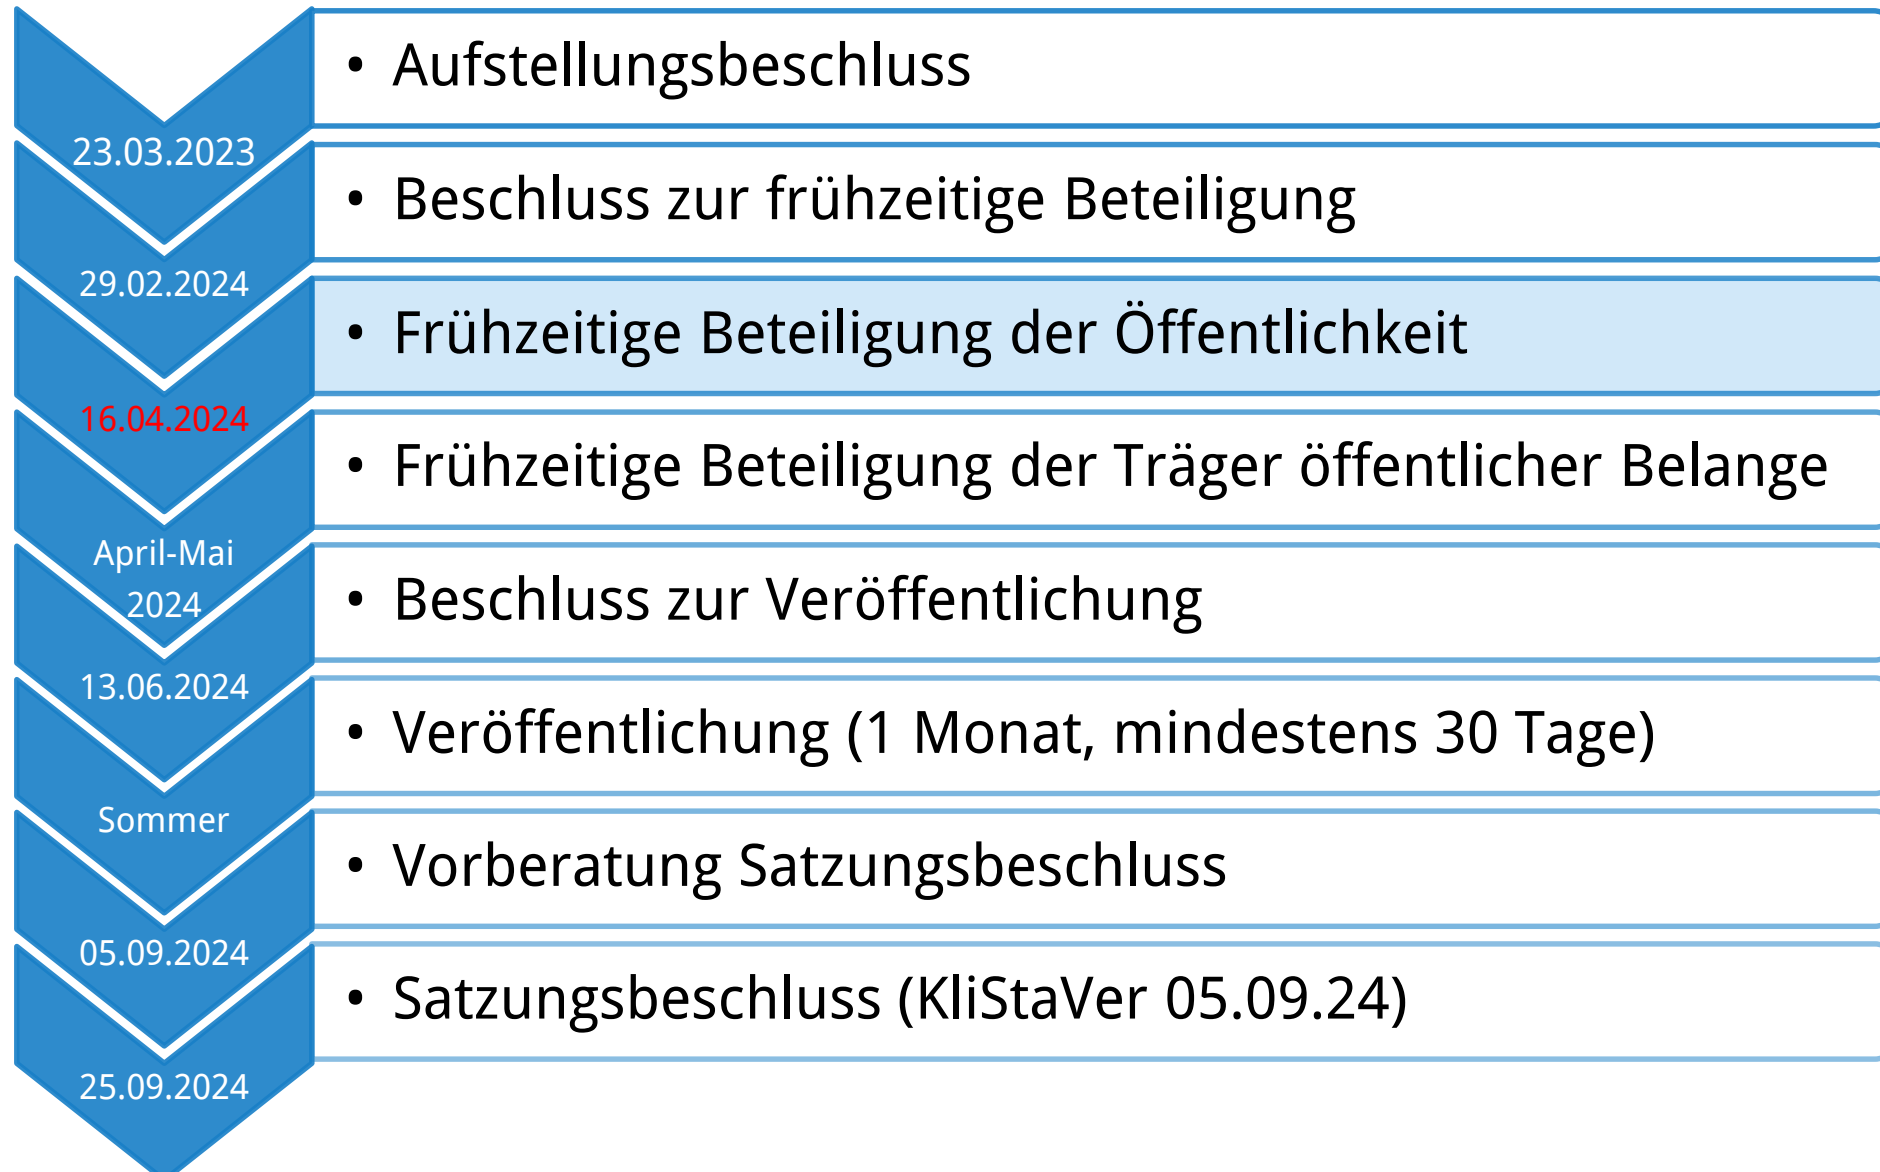 • Aufstellungsbeschluss
23.03.2023
• Beschluss zur frühzeitige Beteiligung
29.02.2024
• Frühzeitige Beteiligung der Öffentlichkeit
16.04.2024
• Frühzeitige Beteiligung der Träger öffentlicher Belange
April-Mai
2024
• Beschluss zur Veröffentlichung
13.06.2024
• Veröffentlichung (1 Monat, mindestens 30 Tage)
Sommer
• Vorberatung Satzungsbeschluss
05.09.2024
• Satzungsbeschluss (KliStaVer 05.09.24)
25.09.2024